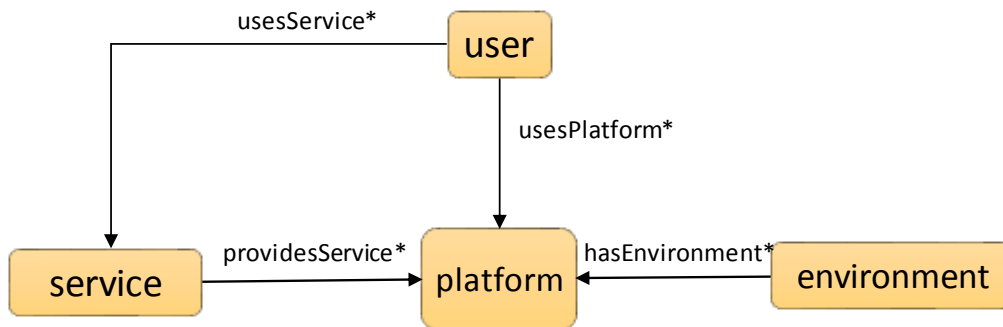 usesService*
user
usesPlatform*
providesService*
hasEnvironment*
service
platform
environment